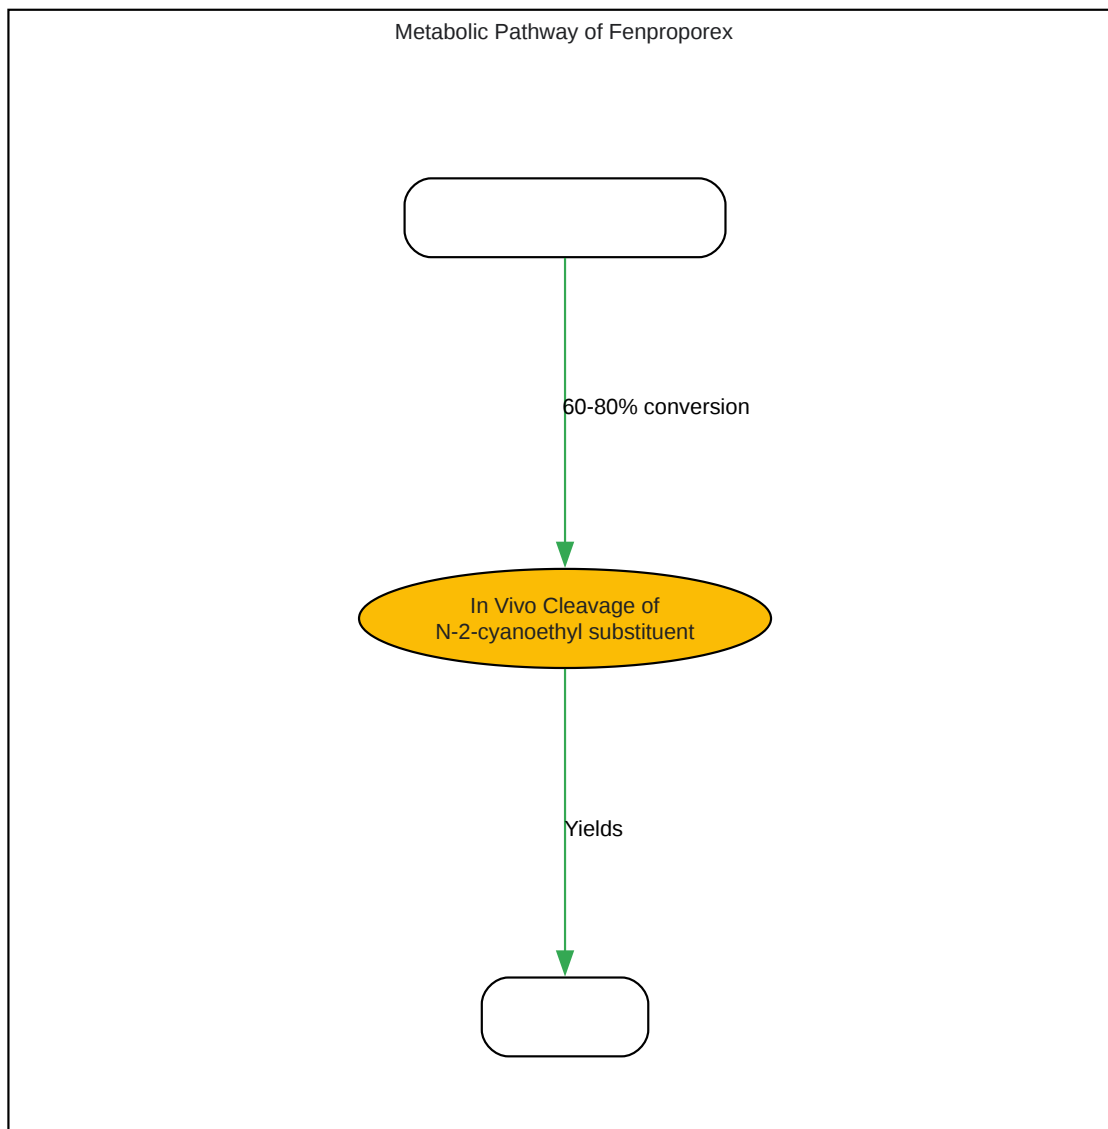 Metabolic Pathway of Fenproporex
60-80% conversion
In Vivo Cleavage of
N-2-cyanoethyl substituent
Yields